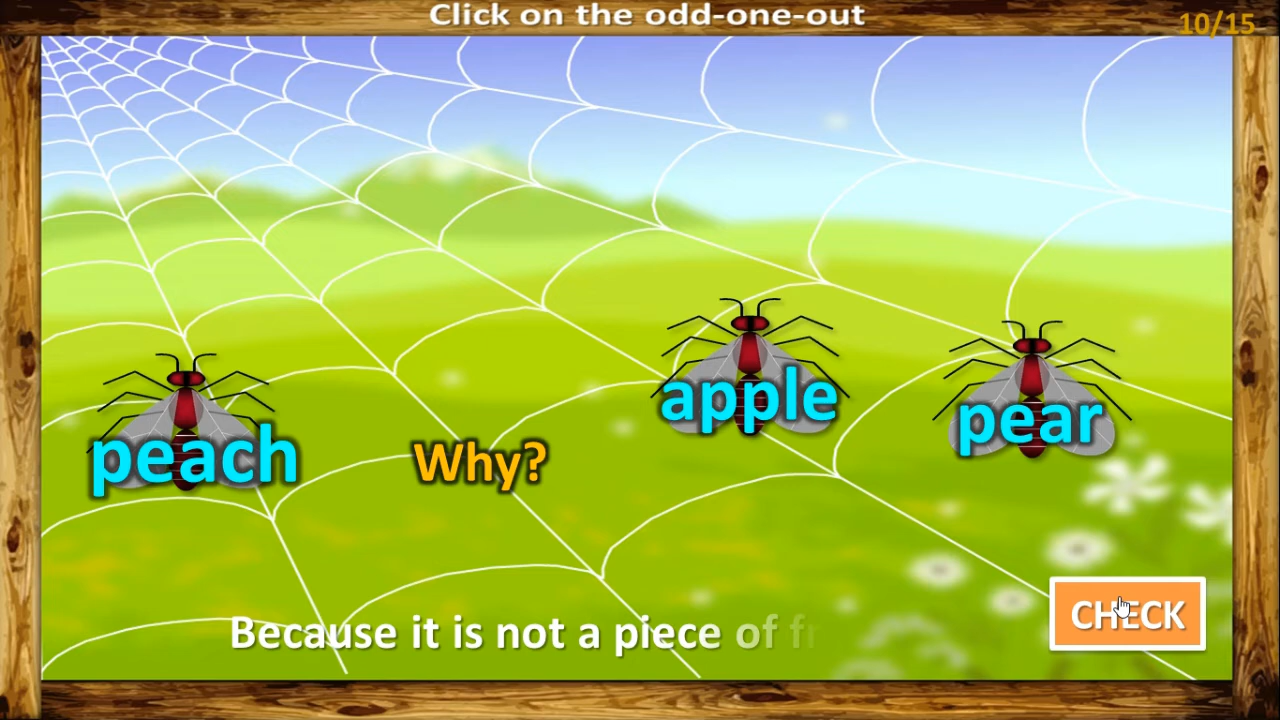 Click on the odd-one-out
10/15
apple
pear
peach
Why?
Because it is not a piece of fr
CHECK